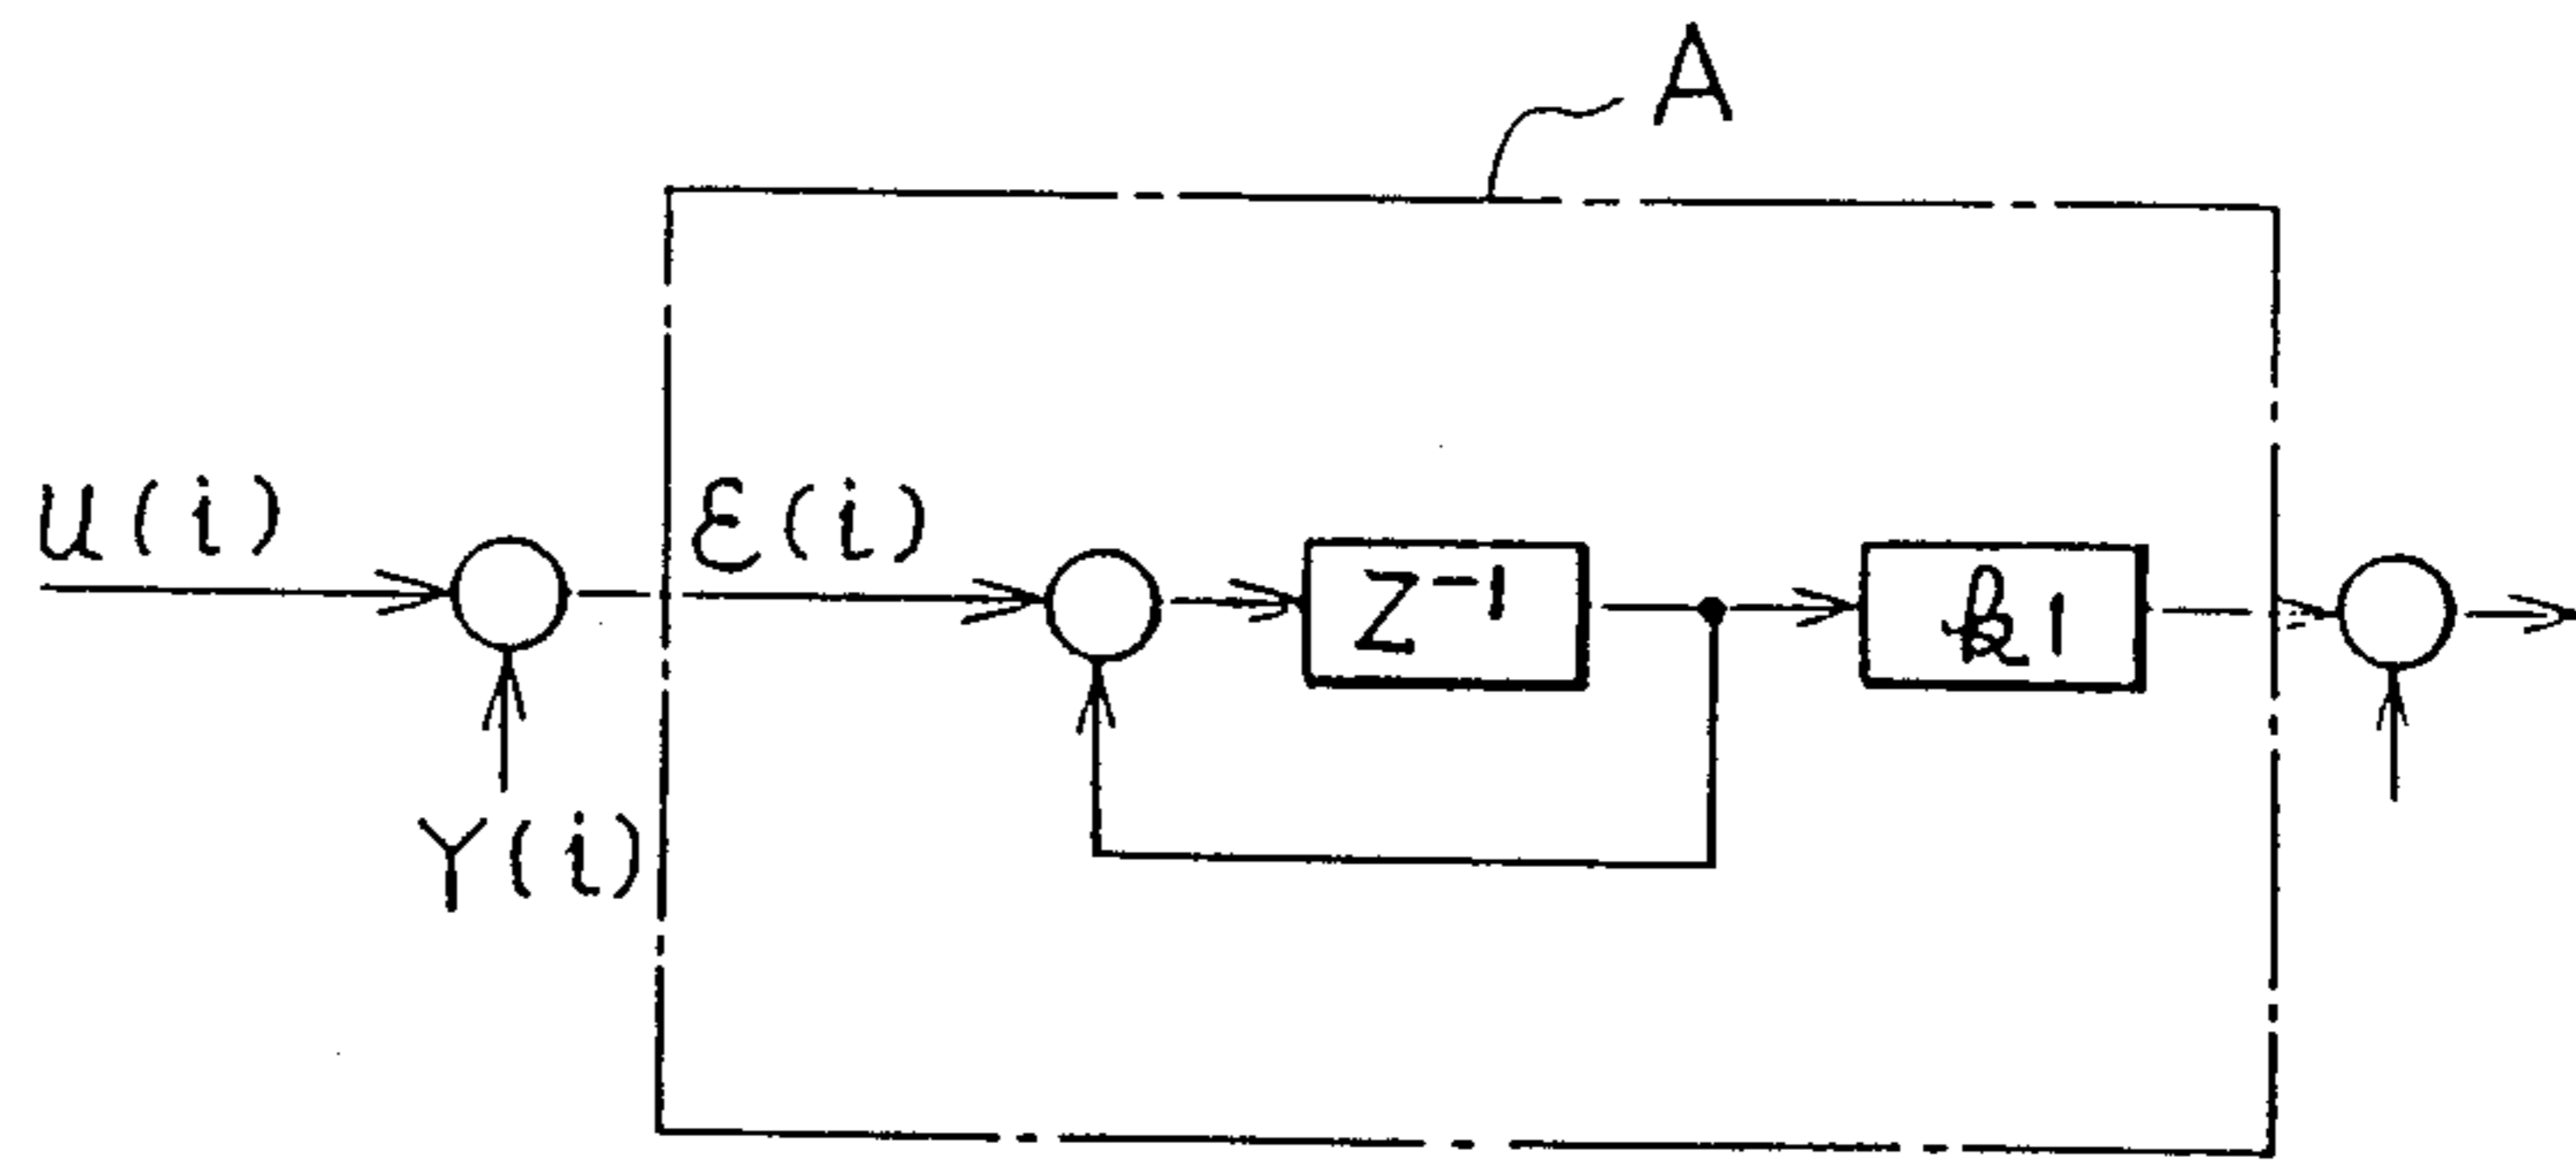 A
U(i)
ε(i)
Z⁻¹
k1
Y(i)